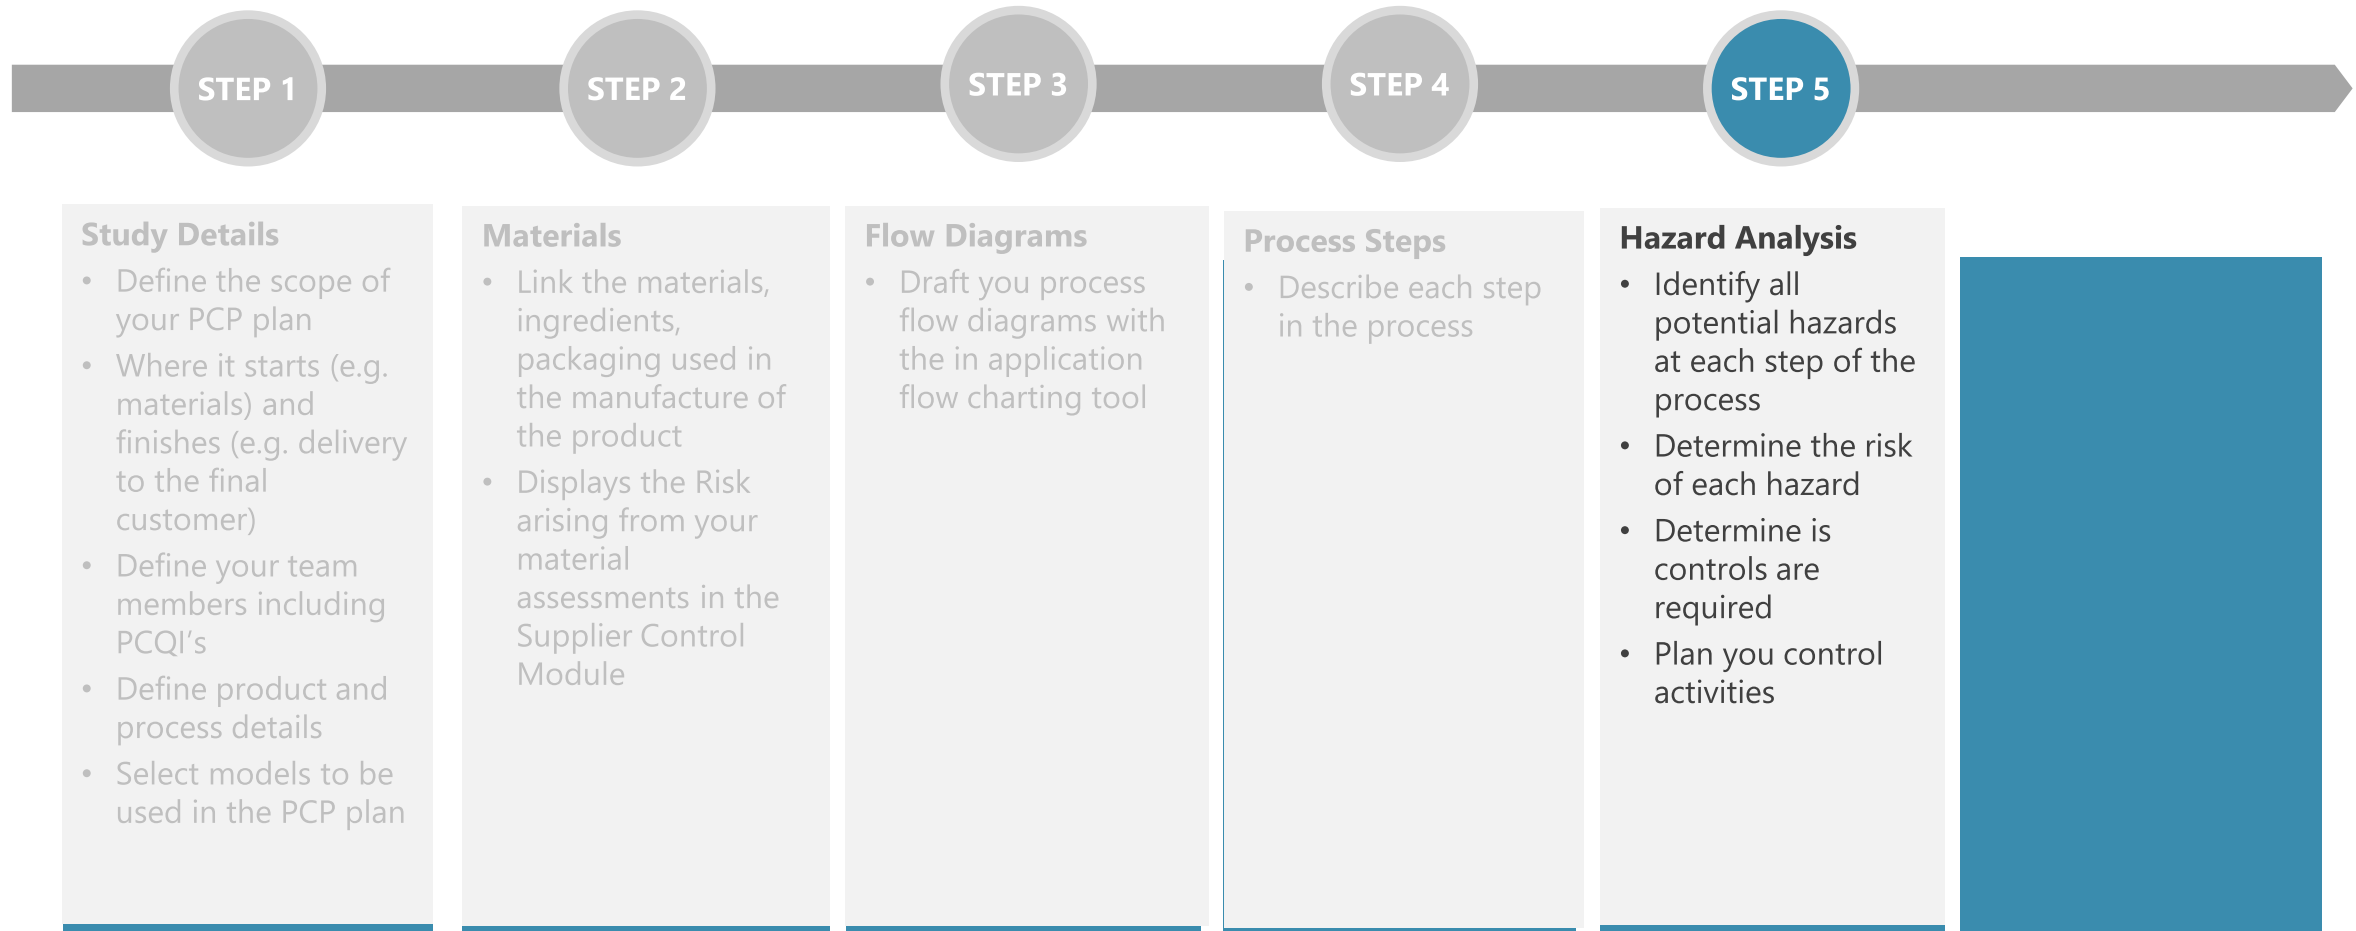 STEP 1
STEP 2
STEP 3
STEP 4
STEP 5
Study Details
• Define the scope of
your PCP plan
• Where it starts (e.g.
materials) and
finishes (e.g. delivery
to the final
customer)
• Define your team
members including
PCQI’s
• Define product and
process details
• Select models to be
used in the PCP plan
Materials
• Link the materials,
ingredients,
packaging used in
the manufacture of
the product
• Displays the Risk
arising from your
material
assessments in the
Supplier Control
Module
Flow Diagrams
• Draft you process
flow diagrams with
the in application
flow charting tool
Process Steps
• Describe each step
in the process
Hazard Analysis
• Identify all
potential hazards
at each step of the
process
• Determine the risk
of each hazard
• Determine is
controls are
required
• Plan you control
activities